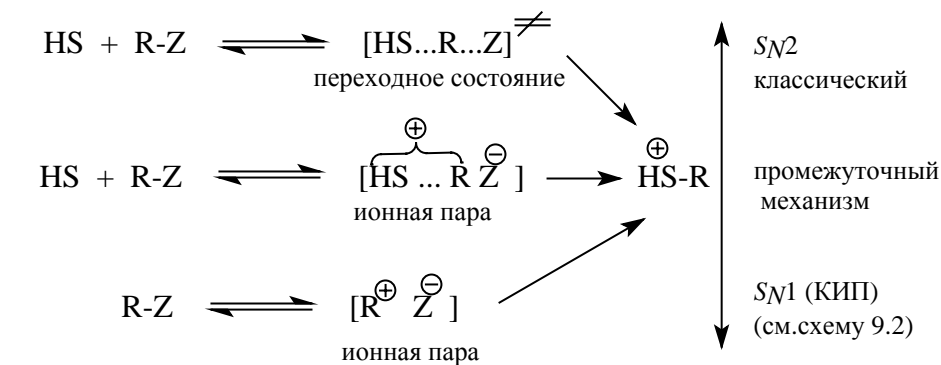 HS + R-Z ⇌ [HS...R...Z]≠
переходное состояние
SN2
классический
HS + R-Z ⇌ [HS ... R Z⊖ ] → HS-R
⊕
⊕
ионная пара
промежуточный
механизм
R-Z ⇌ [R⊕ Z⊖ ]
ионная пара
SN1 (КИП)
(см.схему 9.2)